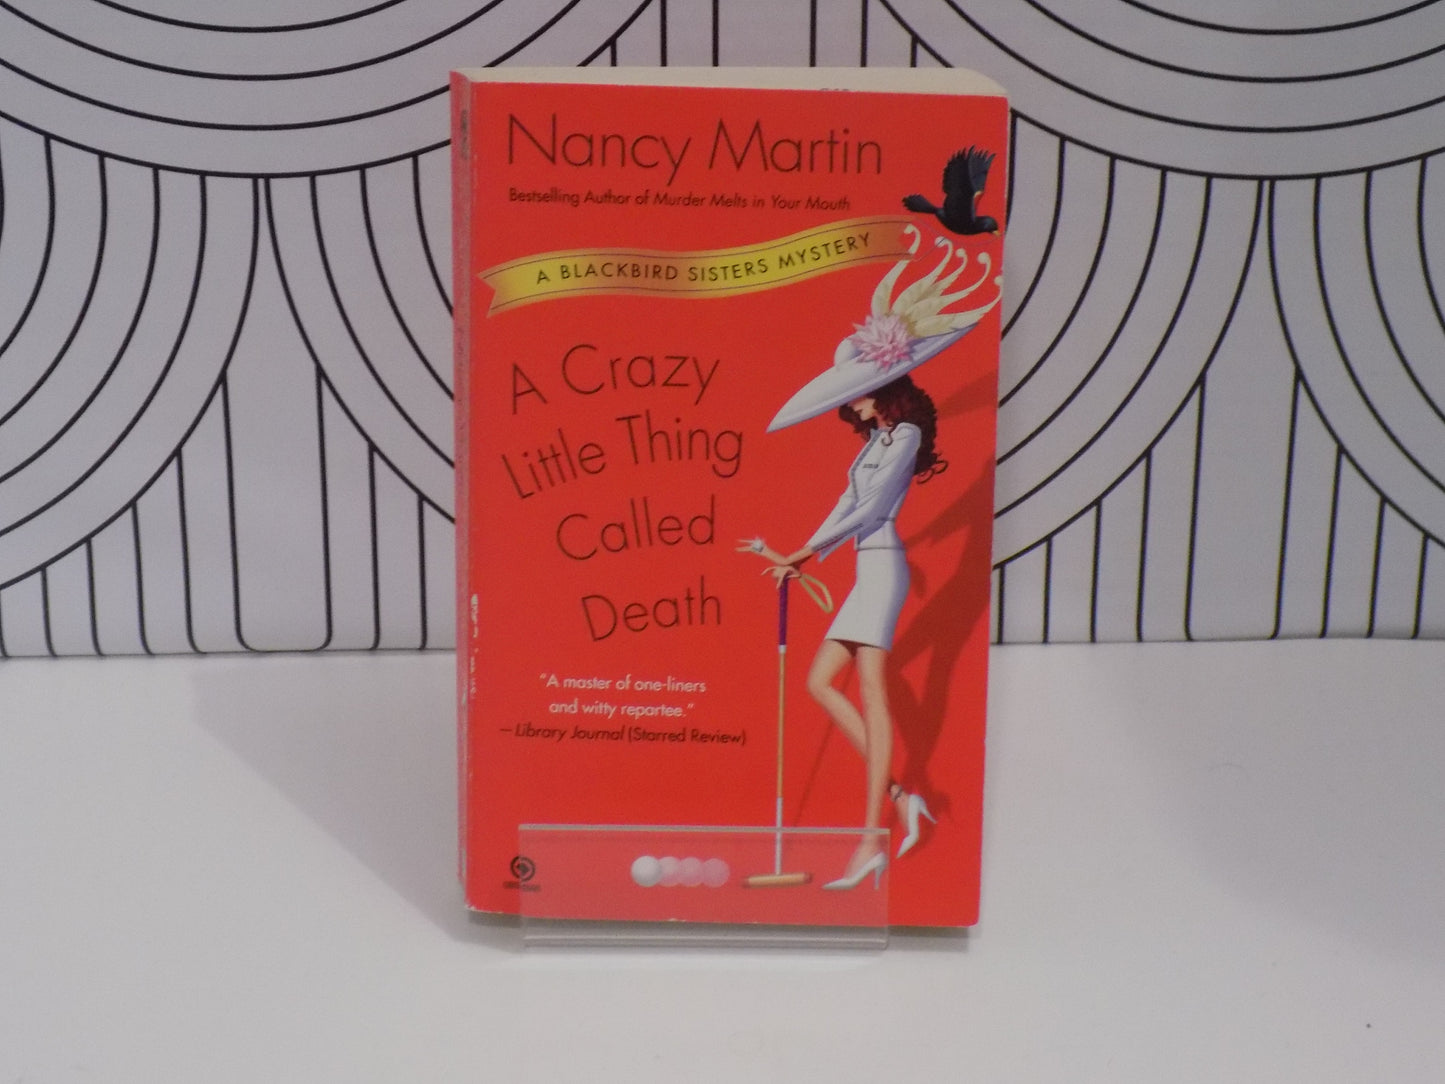 Nancy Martin
Bestselling Author of Murder Melts in Your Mouth
A BLACKBIRD SISTERS MYSTERY
A Crazy
Little Thing
Called
Death
"A master of one-liners
and witty repartee."
—Library Journal (Starred Review)